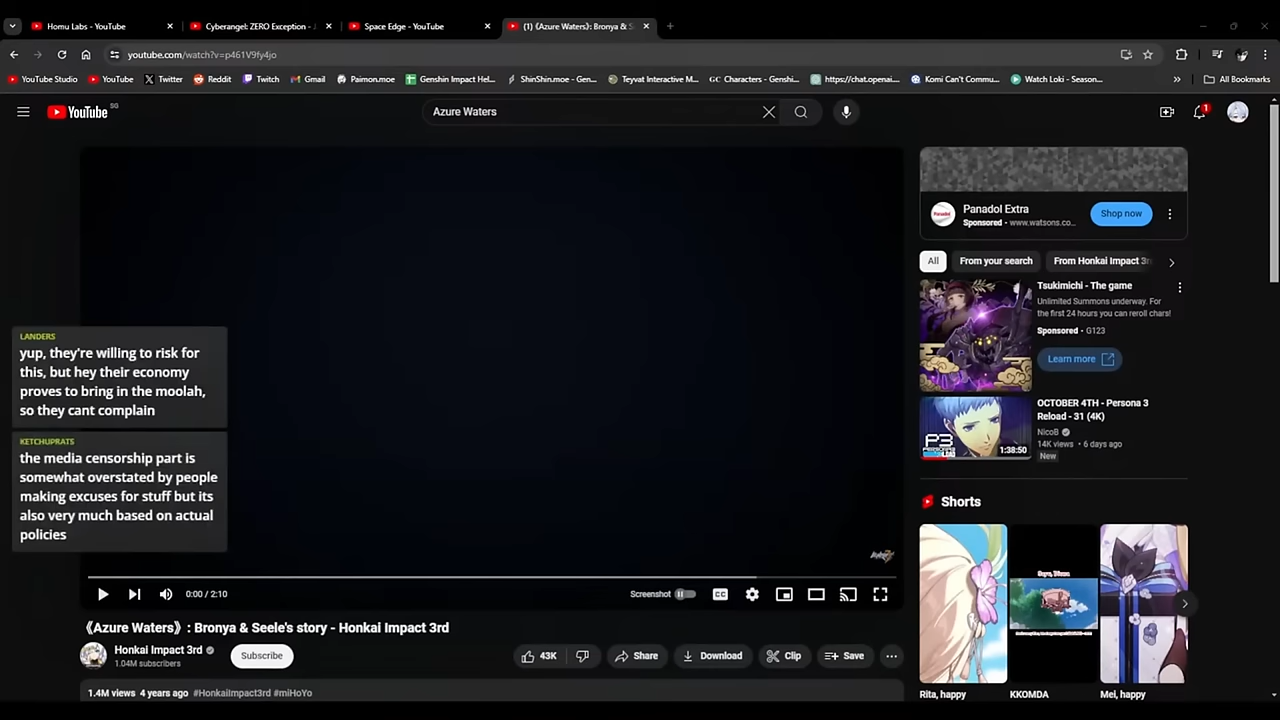 Homu Labs - YouTube
Cyberangel: ZERO Exception -
Space Edge - YouTube
(1) 《Azure Waters》: Bronya & S
youtube.com/watch?v=p461V9fy4jo
YouTube Studio
YouTube
Twitter
Reddit
Twitch
Gmail
Paimon.moe
Genshin Impact Hel...
ShinShin.moe - Gen...
Teyvat Interactive M...
GC Characters - Genshi...
https://chat.openai...
Komi Can't Commu...
Watch Loki - Season...
All Bookmarks
YouTube SG
Azure Waters
1
Panadol Extra
Sponsored · www.watsons.co...
Shop now
All
From your search
From Honkai Impact 3r
Tsukimichi - The game
Unlimited Summons underway. For
the first 24 hours you can reroll chars!
Sponsored · G123
Learn more
OCTOBER 4TH - Persona 3
Reload - 31 (4K)
NicoB
14K views • 6 days ago
New
P3
1:38:50
LANDERS
yup, they're willing to risk for
this, but hey their economy
proves to bring in the moolah,
so they cant complain
KETCHUPRATS
the media censorship part is
somewhat overstated by people
making excuses for stuff but its
also very much based on actual
policies
Shorts
0:00 / 2:10
Screenshot
CC
《Azure Waters》: Bronya & Seele's story - Honkai Impact 3rd
Honkai Impact 3rd
1.04M subscribers
Subscribe
43K
Share
Download
Clip
Save
1.4M views 4 years ago #HonkaiImpact3rd #miHoYo
Rita, happy
KKOMDA
Mei, happy